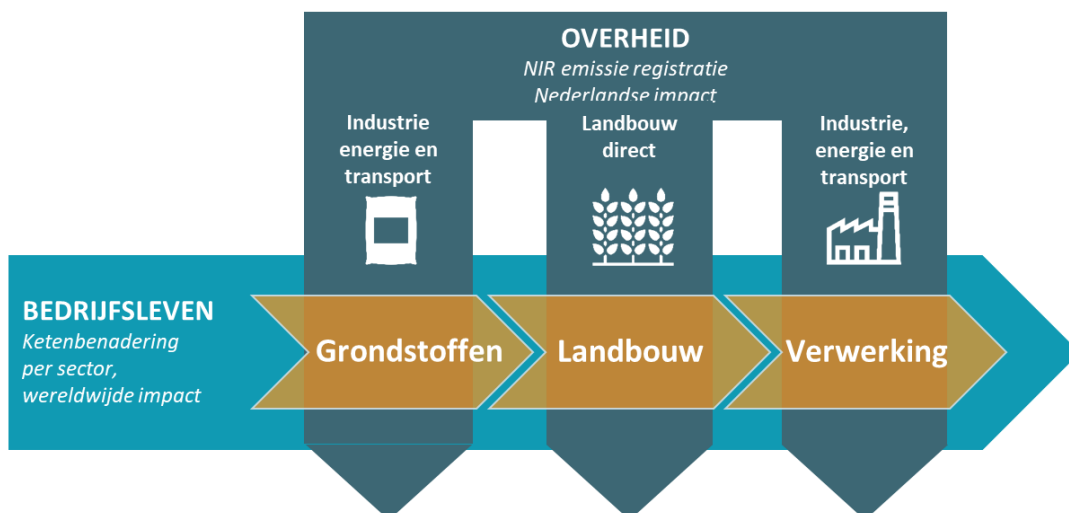 OVERHEID
NIR emissie registratie
Nederlandse impact
Industrie
energie en
transport
Landbouw
direct
Industrie,
energie en
transport
BEDRIJFSLEVEN
Ketenbenadering
per sector,
wereldwijde impact
Grondstoffen
Landbouw
Verwerking